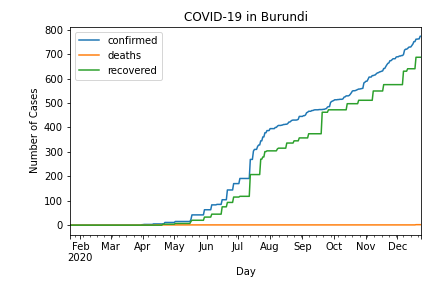 COVID-19 in Burundi
800
700
600
500
400
300
200
100
0
Number of Cases
confirmed
deaths
recovered
Feb Mar Apr May Jun Jul Aug Sep Oct Nov Dec
2020
Day